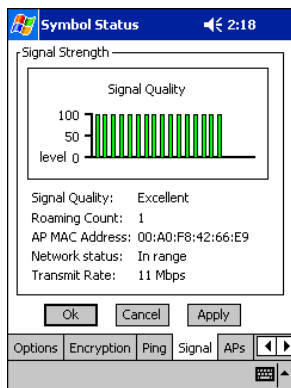 Symbol Status 2:18
Signal Strength
Signal Quality
100
50
level 0
Signal Quality: Excellent
Roaming Count: 1
AP MAC Address: 00:A0:F8:42:66:E9
Network status: In range
Transmit Rate: 11 Mbps
Ok Cancel Apply
Options Encryption Ping Signal APs